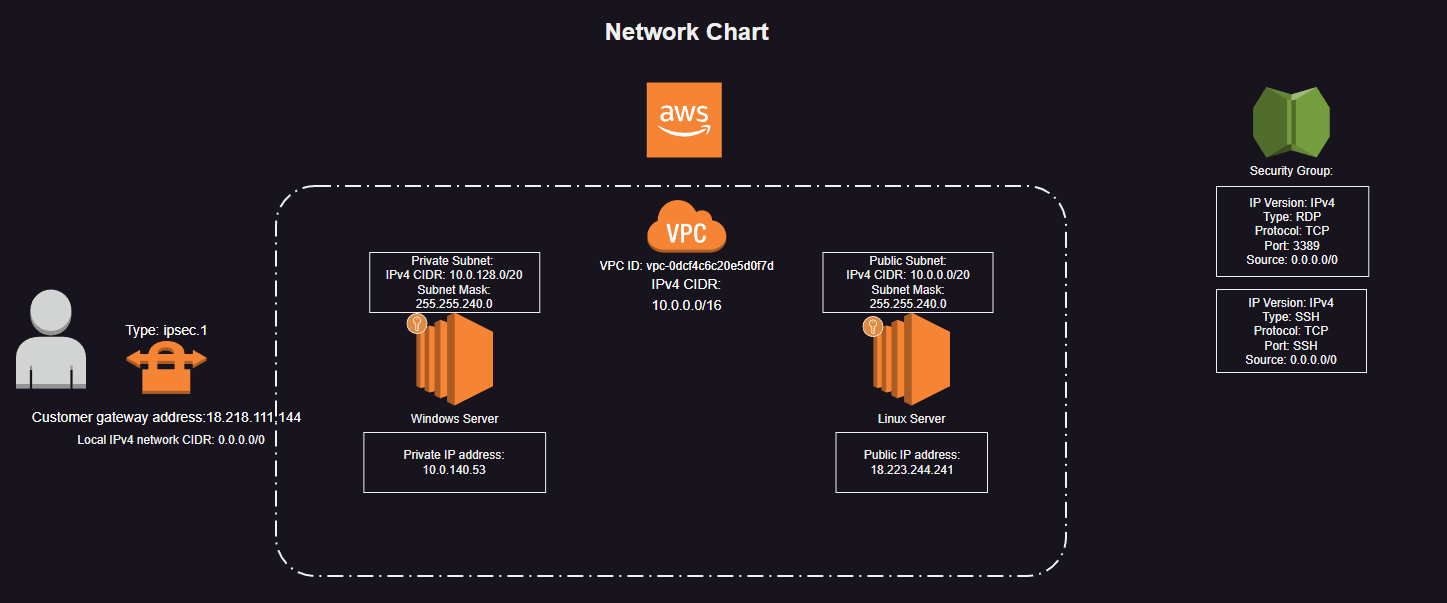 Network Chart
aws
Security Group:
IP Version: IPv4
Type: RDP
Protocol: TCP
Port: 3389
Source: 0.0.0.0/0
IP Version: IPv4
Type: SSH
Protocol: TCP
Port: SSH
Source: 0.0.0.0/0
VPC
VPC ID: vpc-0dcf4c6c20e5d0f7d
IPv4 CIDR:
10.0.0.0/16
Private Subnet:
IPv4 CIDR: 10.0.128.0/20
Subnet Mask:
255.255.240.0
Public Subnet:
IPv4 CIDR: 10.0.0.0/20
Subnet Mask:
255.255.240.0
Type: ipsec.1
Customer gateway address:18.218.111.144
Local IPv4 network CIDR: 0.0.0.0/0
Windows Server
Private IP address:
10.0.140.53
Linux Server
Public IP address:
18.223.244.241